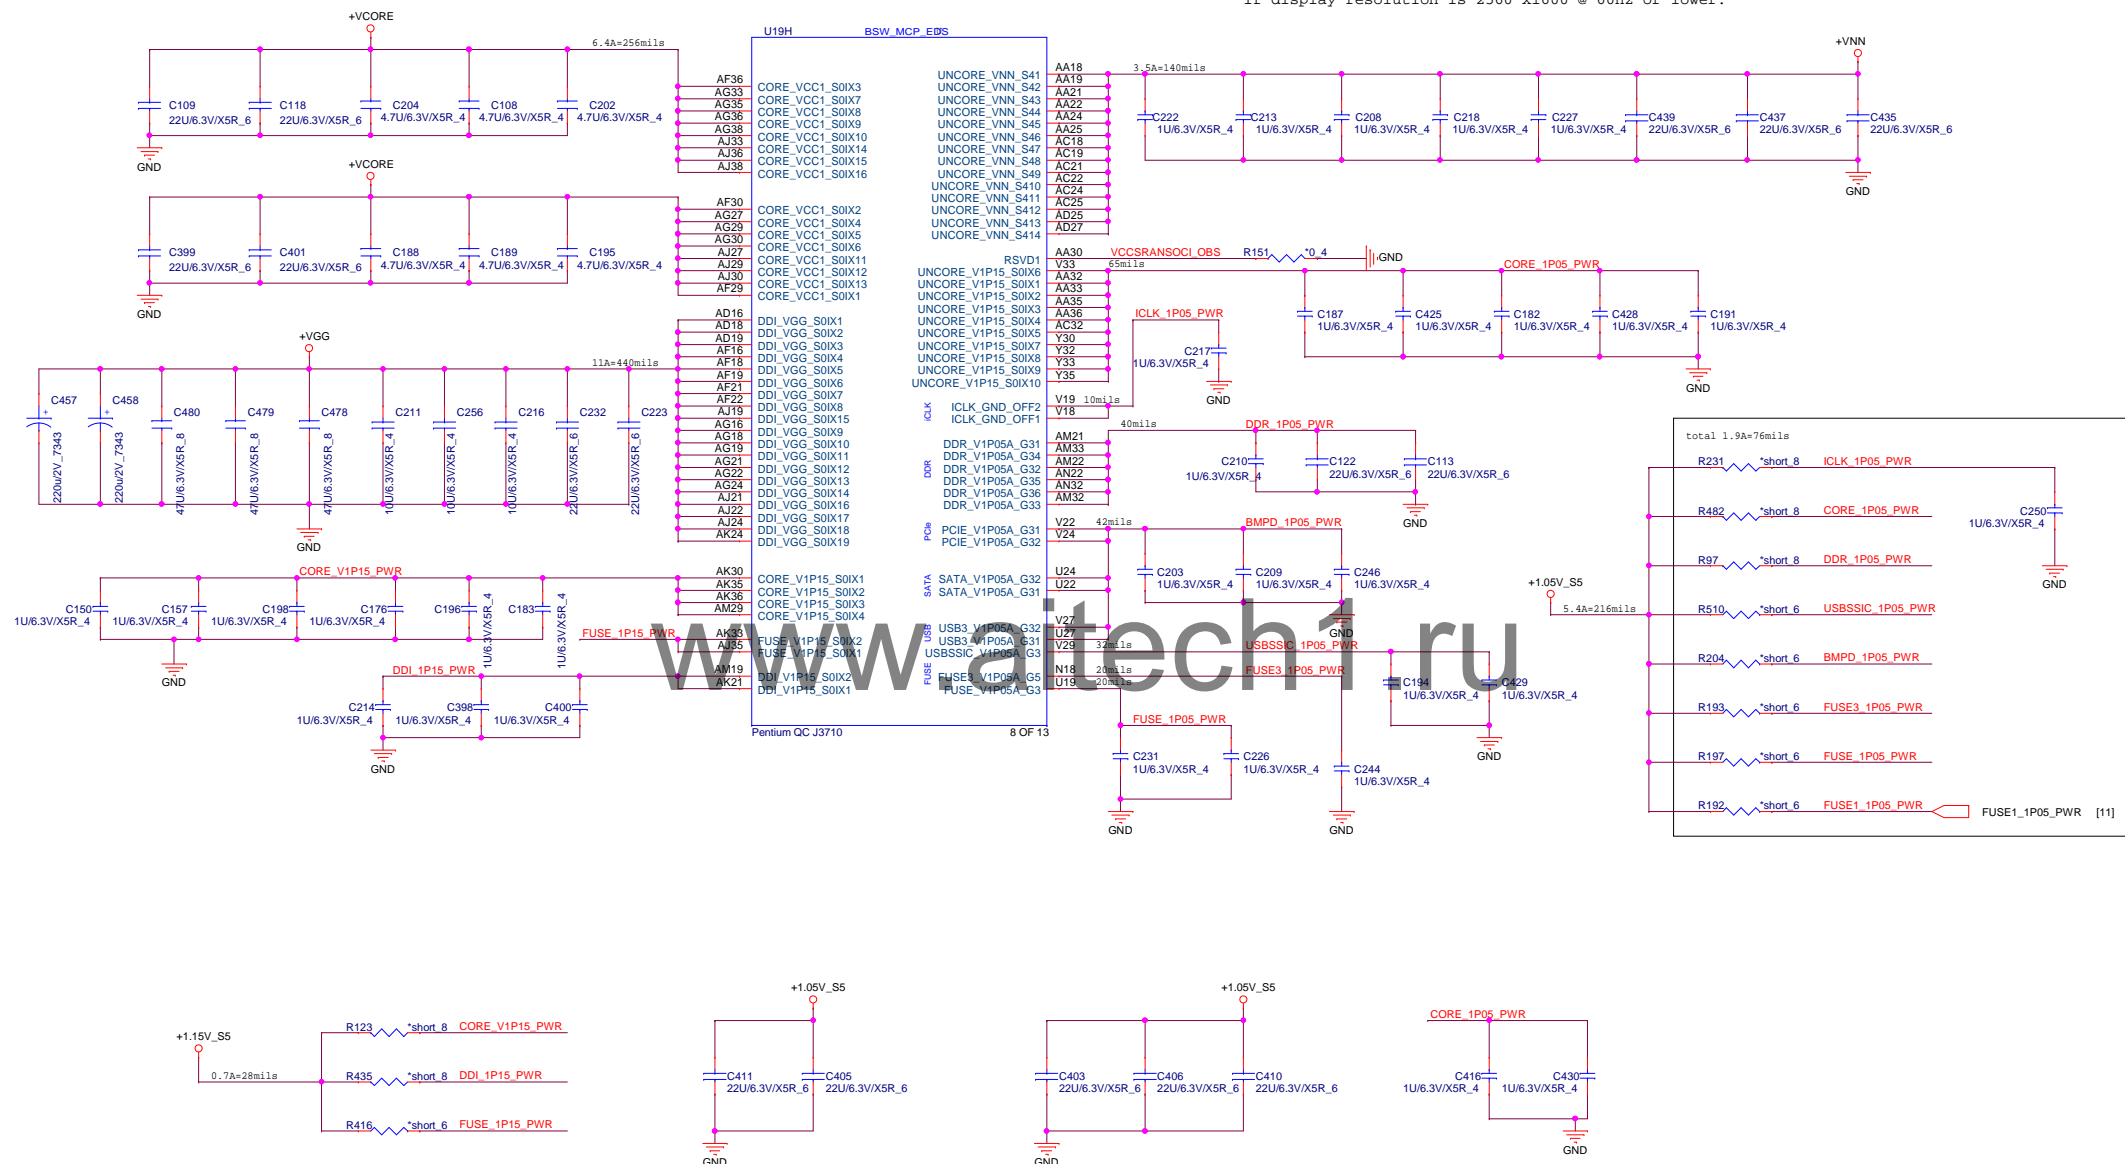 +VCORE
6.4A=256mils
C109
22U/6.3V/X5R_6
C118
22U/6.3V/X5R_6
C204
4.7U/6.3V/X5R_4
C108
4.7U/6.3V/X5R_4
C202
4.7U/6.3V/X5R_4
GND
+VCORE
C399
22U/6.3V/X5R_6
C401
22U/6.3V/X5R_6
C188
4.7U/6.3V/X5R_4
C189
4.7U/6.3V/X5R_4
C195
4.7U/6.3V/X5R_4
GND
+VGG
11A=440mils
C457
220u/2V_7343
C458
220u/2V_7343
C480
47U/6.3V/X5R_8
C479
47U/6.3V/X5R_8
C478
47U/6.3V/X5R_8
C211
10U/6.3V/X5R_4
C256
10U/6.3V/X5R_4
C216
10U/6.3V/X5R_4
C232
22U/6.3V/X5R_6
C223
22U/6.3V/X5R_6
GND
CORE_V1P15_PWR
C150
1U/6.3V/X5R_4
C157
1U/6.3V/X5R_4
C198
1U/6.3V/X5R_4
C176
1U/6.3V/X5R_4
C196
1U/6.3V/X5R_4
C183
1U/6.3V/X5R_4
GND
FUSE_1P15_PWR
DDI_1P15_PWR
C214
1U/6.3V/X5R_4
C398
1U/6.3V/X5R_4
C400
1U/6.3V/X5R_4
GND
U19H
BSW_MCP_EDS
AF36 CORE_VCC1_S0IX3
AG33 CORE_VCC1_S0IX7
AG35 CORE_VCC1_S0IX8
AG36 CORE_VCC1_S0IX9
AG38 CORE_VCC1_S0IX10
AJ33 CORE_VCC1_S0IX14
AJ36 CORE_VCC1_S0IX15
AJ38 CORE_VCC1_S0IX16
AF30 CORE_VCC1_S0IX2
AG27 CORE_VCC1_S0IX4
AG29 CORE_VCC1_S0IX5
AG30 CORE_VCC1_S0IX6
AJ27 CORE_VCC1_S0IX11
AJ29 CORE_VCC1_S0IX12
AJ30 CORE_VCC1_S0IX13
AF29 CORE_VCC1_S0IX1
AD16 DDI_VGG_S0IX1
AD18 DDI_VGG_S0IX2
AD19 DDI_VGG_S0IX3
AF16 DDI_VGG_S0IX4
AF18 DDI_VGG_S0IX5
AF19 DDI_VGG_S0IX6
AF21 DDI_VGG_S0IX7
AF22 DDI_VGG_S0IX8
AJ19 DDI_VGG_S0IX15
AG16 DDI_VGG_S0IX9
AG18 DDI_VGG_S0IX10
AG19 DDI_VGG_S0IX11
AG21 DDI_VGG_S0IX12
AG22 DDI_VGG_S0IX13
AG24 DDI_VGG_S0IX14
AJ21 DDI_VGG_S0IX16
AJ22 DDI_VGG_S0IX17
AJ24 DDI_VGG_S0IX18
AK24 DDI_VGG_S0IX19
AK30 CORE_V1P15_S0IX1
AK35 CORE_V1P15_S0IX2
AK36 CORE_V1P15_S0IX3
AM29 CORE_V1P15_S0IX4
AK33 FUSE_V1P15_S0IX2
AJ35 FUSE_V1P15_S0IX1
AM19 DDI_V1P15_S0IX2
AK21 DDI_V1P15_S0IX1
UNCORE_VNN_S41 AA18
UNCORE_VNN_S42 AA19
UNCORE_VNN_S43 AA21
UNCORE_VNN_S44 AA22
UNCORE_VNN_S45 AA24
UNCORE_VNN_S46 AA25
UNCORE_VNN_S47 AC18
UNCORE_VNN_S48 AC19
UNCORE_VNN_S49 AC21
UNCORE_VNN_S410 AC22
UNCORE_VNN_S411 AC24
UNCORE_VNN_S412 AC25
UNCORE_VNN_S413 AD25
UNCORE_VNN_S414 AD27
RSVD1 AA30
UNCORE_V1P15_S0IX6 V33
UNCORE_V1P15_S0IX1 AA32
UNCORE_V1P15_S0IX2 AA33
UNCORE_V1P15_S0IX3 AA35
UNCORE_V1P15_S0IX4 AA36
UNCORE_V1P15_S0IX5 AC32
UNCORE_V1P15_S0IX7 Y30
UNCORE_V1P15_S0IX8 Y32
UNCORE_V1P15_S0IX9 Y33
UNCORE_V1P15_S0IX10 Y35
iCLK
ICLK_GND_OFF2 V19
ICLK_GND_OFF1 V18
DDR
DDR_V1P05A_G31 AM21
DDR_V1P05A_G34 AM33
DDR_V1P05A_G32 AM22
DDR_V1P05A_G35 AN22
DDR_V1P05A_G36 AN32
DDR_V1P05A_G33 AM32
PCIe
PCIE_V1P05A_G31 V22
PCIE_V1P05A_G32 V24
SATA
SATA_V1P05A_G32 U24
SATA_V1P05A_G31 U22
USB
USB3_V1P05A_G32 V27
USB3_V1P05A_G31 U27
USBSSIC_V1P05A_G3 V29
FUSE
FUSE3_V1P05A_G5 N18
FUSE_V1P05A_G3 U19
Pentium QC J3710
8 OF 13
www.aitech1.ru
if display resolution is 2560 x1600 @ 60hz or lower.
+VNN
3.5A=140mils
C222
1U/6.3V/X5R_4
C213
1U/6.3V/X5R_4
C208
1U/6.3V/X5R_4
C218
1U/6.3V/X5R_4
C227
1U/6.3V/X5R_4
C439
22U/6.3V/X5R_6
C437
22U/6.3V/X5R_6
C435
22U/6.3V/X5R_6
GND
VCCSRANSOCI_OBS
R151
*0_4
GND
65mils
CORE_1P05_PWR
C187
1U/6.3V/X5R_4
C425
1U/6.3V/X5R_4
C182
1U/6.3V/X5R_4
C428
1U/6.3V/X5R_4
C191
1U/6.3V/X5R_4
GND
ICLK_1P05_PWR
C217
1U/6.3V/X5R_4
GND
10mils
40mils
DDR_1P05_PWR
C210
1U/6.3V/X5R_4
C122
22U/6.3V/X5R_6
C113
22U/6.3V/X5R_6
GND
42mils
BMPD_1P05_PWR
C203
1U/6.3V/X5R_4
C209
1U/6.3V/X5R_4
C246
1U/6.3V/X5R_4
GND
32mils
USBSSIC_1P05_PWR
20mils
FUSE3_1P05_PWR
20mils
C194
1U/6.3V/X5R_4
C429
1U/6.3V/X5R_4
GND
FUSE_1P05_PWR
C231
1U/6.3V/X5R_4
C226
1U/6.3V/X5R_4
C244
1U/6.3V/X5R_4
GND
GND
total 1.9A=76mils
+1.05V_S5
5.4A=216mils
R231 *short_8 ICLK_1P05_PWR
R482 *short_8 CORE_1P05_PWR
C250
1U/6.3V/X5R_4
GND
R97 *short_8 DDR_1P05_PWR
R510 *short_6 USBSSIC_1P05_PWR
R204 *short_6 BMPD_1P05_PWR
R193 *short_6 FUSE3_1P05_PWR
R197 *short_6 FUSE_1P05_PWR
R192 *short_6 FUSE1_1P05_PWR
FUSE1_1P05_PWR [11]
+1.15V_S5
0.7A=28mils
R123 *short_8 CORE_V1P15_PWR
R435 *short_8 DDI_1P15_PWR
R416 *short_6 FUSE_1P15_PWR
+1.05V_S5
C411
22U/6.3V/X5R_6
C405
22U/6.3V/X5R_6
GND
+1.05V_S5
C403
22U/6.3V/X5R_6
C406
22U/6.3V/X5R_6
C410
22U/6.3V/X5R_6
GND
CORE_1P05_PWR
C416
1U/6.3V/X5R_4
C430
1U/6.3V/X5R_4
GND